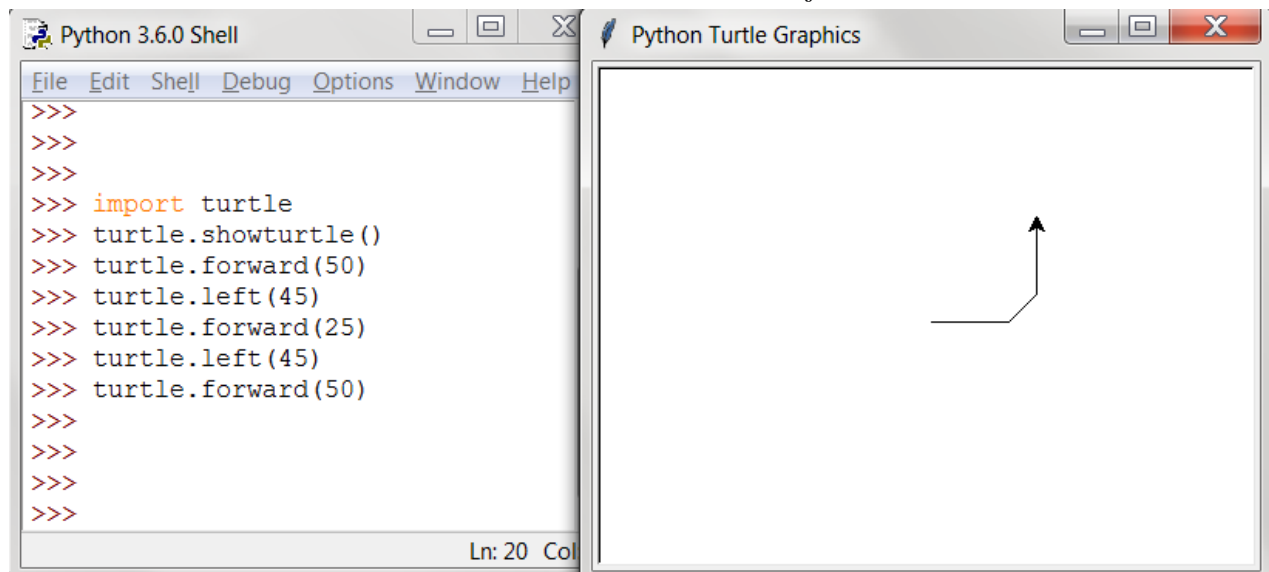 Python 3.6.0 Shell
File Edit Shell Debug Options Window Help
>>>
>>>
>>>
>>> import turtle
>>> turtle.showturtle()
>>> turtle.forward(50)
>>> turtle.left(45)
>>> turtle.forward(25)
>>> turtle.left(45)
>>> turtle.forward(50)
>>>
>>>
>>>
>>>
Ln: 20 Col
Python Turtle Graphics